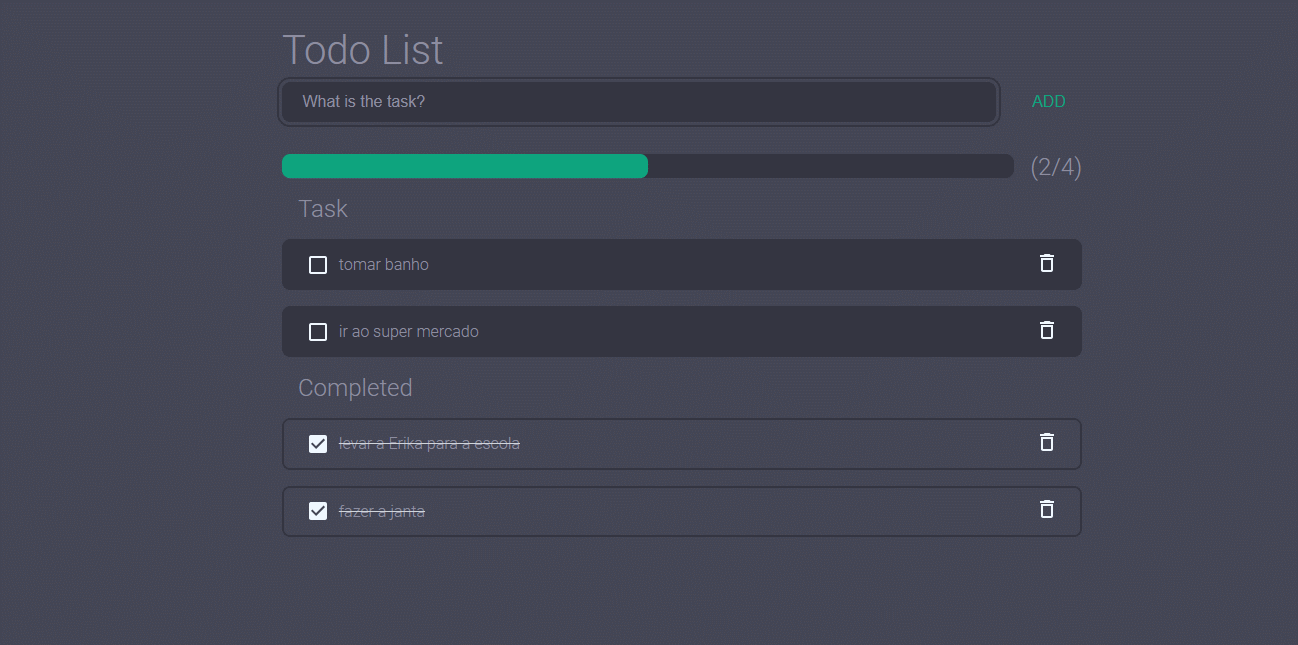 Todo List
What is the task?
ADD
(2/4)
Task
tomar banho
ir ao super mercado
Completed
levar a Erika para a escola
fazer a janta